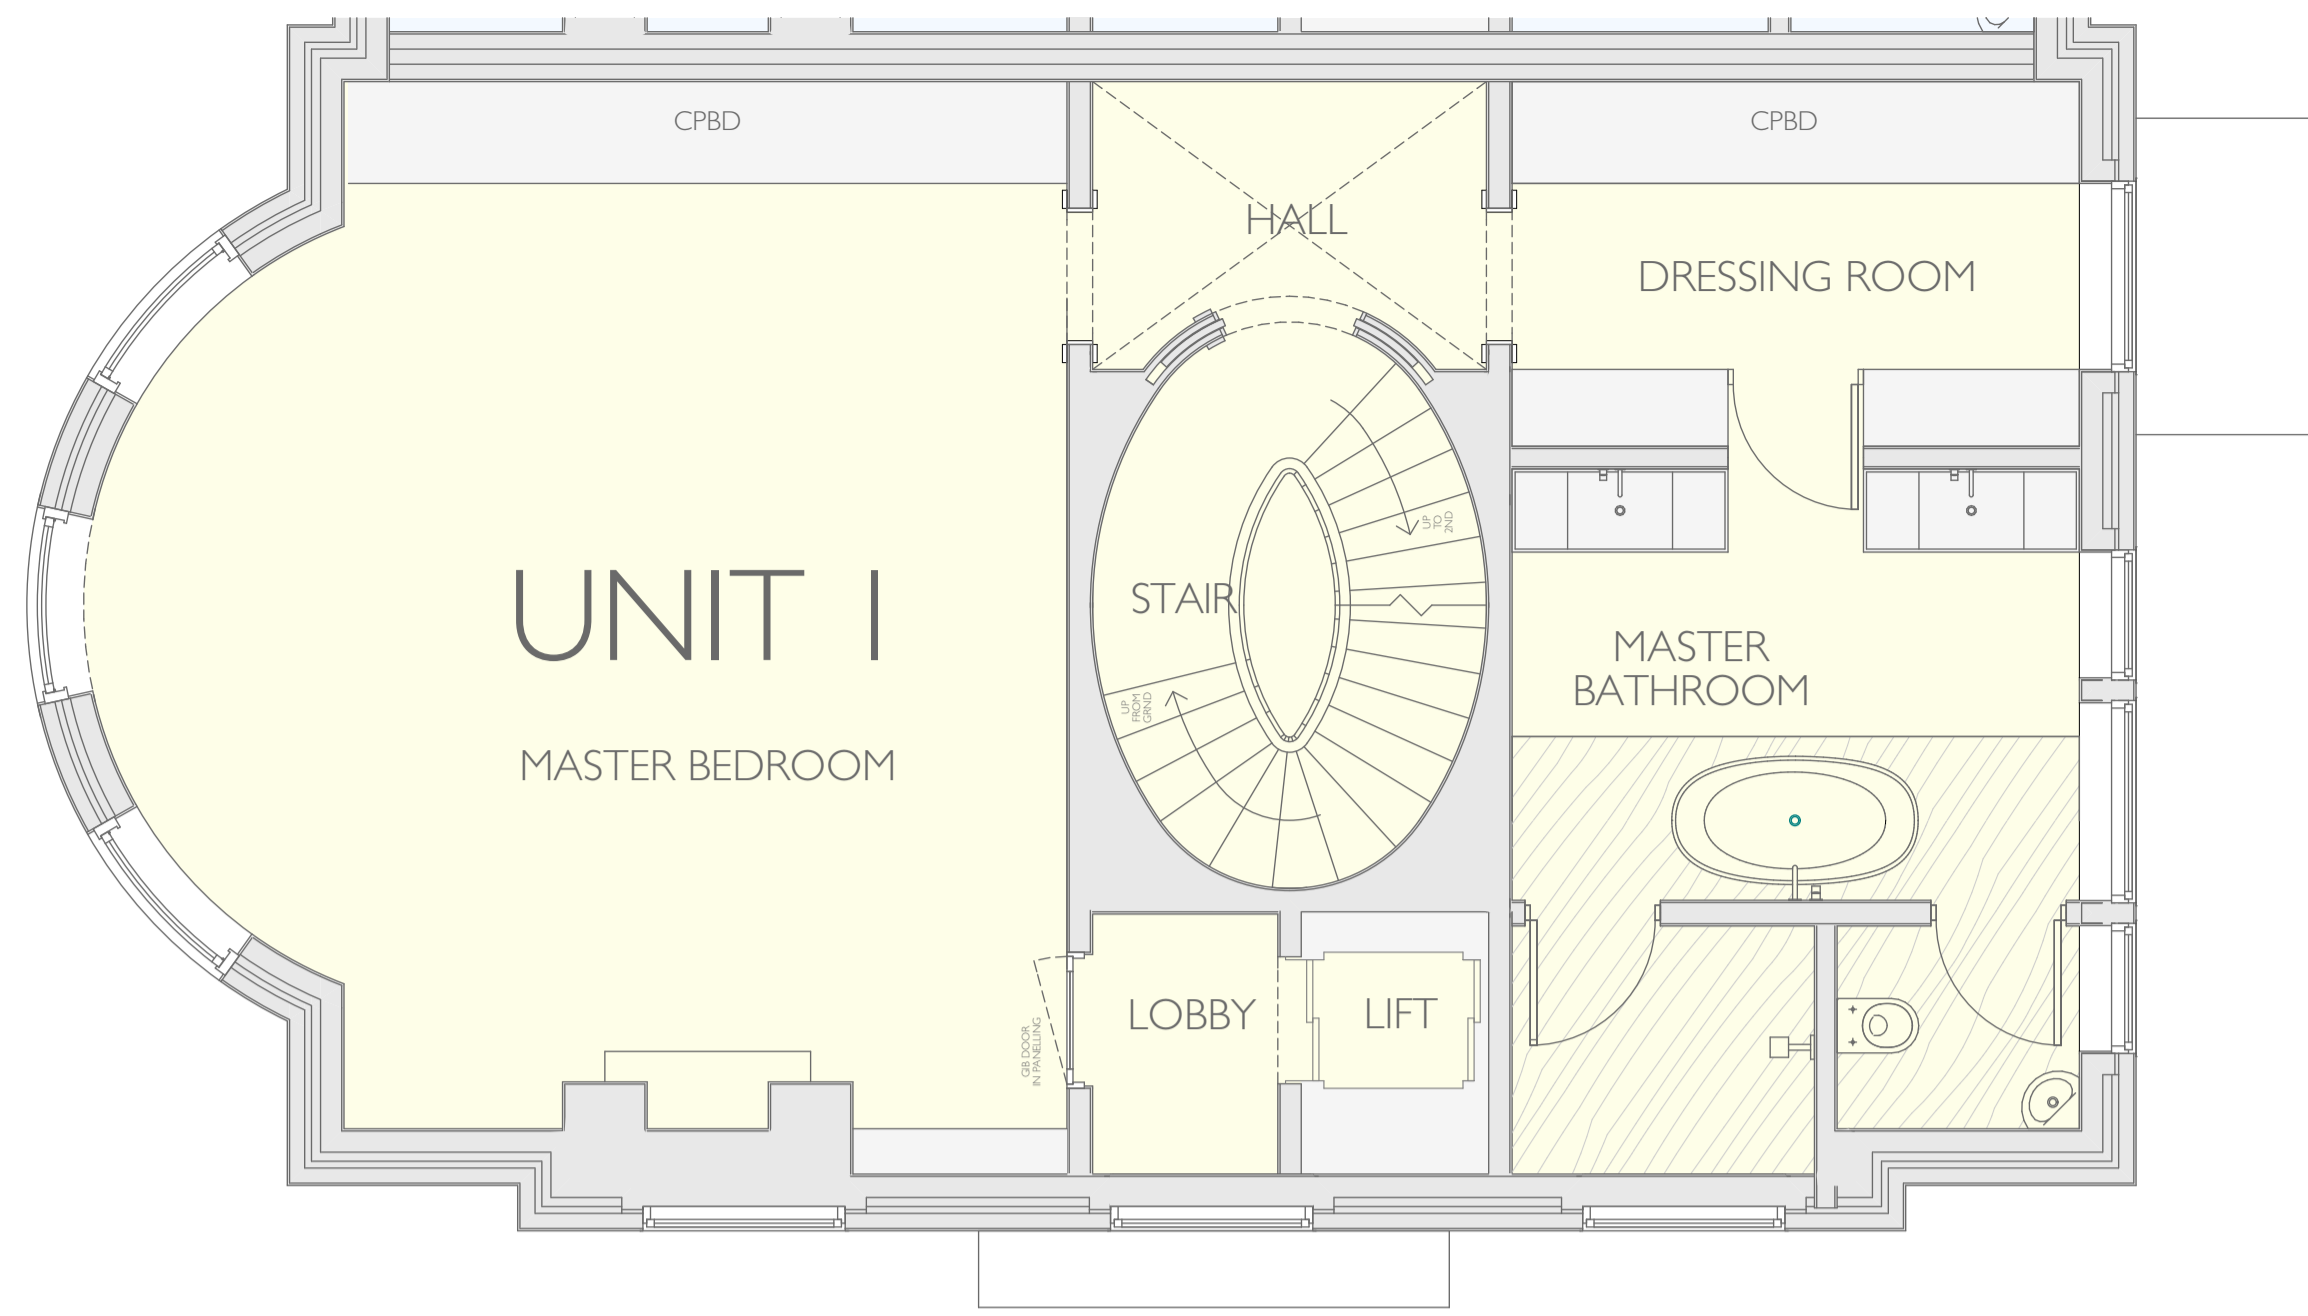 CPBD
CPBD
HALL
DRESSING ROOM
UP
TO
2ND
UNIT 1
STAIR
MASTER
BATHROOM
UP
FROM
GRND
MASTER BEDROOM
LOBBY
LIFT
GIB DOOR
IN PANELLING